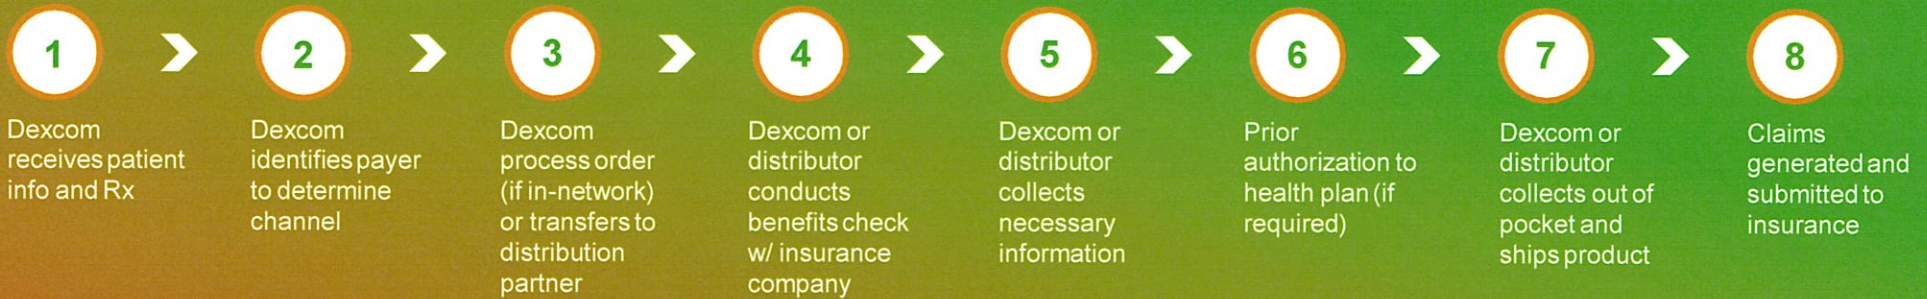 1
Dexcom
receives patient
info and Rx
2
Dexcom
identifies payer
to determine
channel
3
Dexcom
process order
(if in-network)
or transfers to
distribution
partner
4
Dexcom or
distributor
conducts
benefits check
w/ insurance
company
5
Dexcom or
distributor
collects
necessary
information
6
Prior
authorization to
health plan (if
required)
7
Dexcom or
distributor
collects out of
pocket and
ships product
8
Claims
generated and
submitted to
insurance